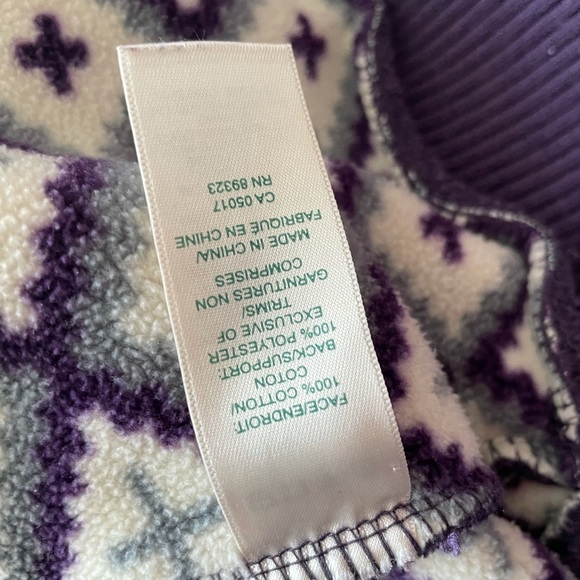 FACE/ENDROIT:
100% COTTON/
COTON
BACK/SUPPORT:
100% POLYESTER
EXCLUSIVE OF
TRIMS/
GARNITURES NON
COMPRISES
MADE IN CHINA/
FABRIQUE EN CHINE
CA 05017
RN 89323